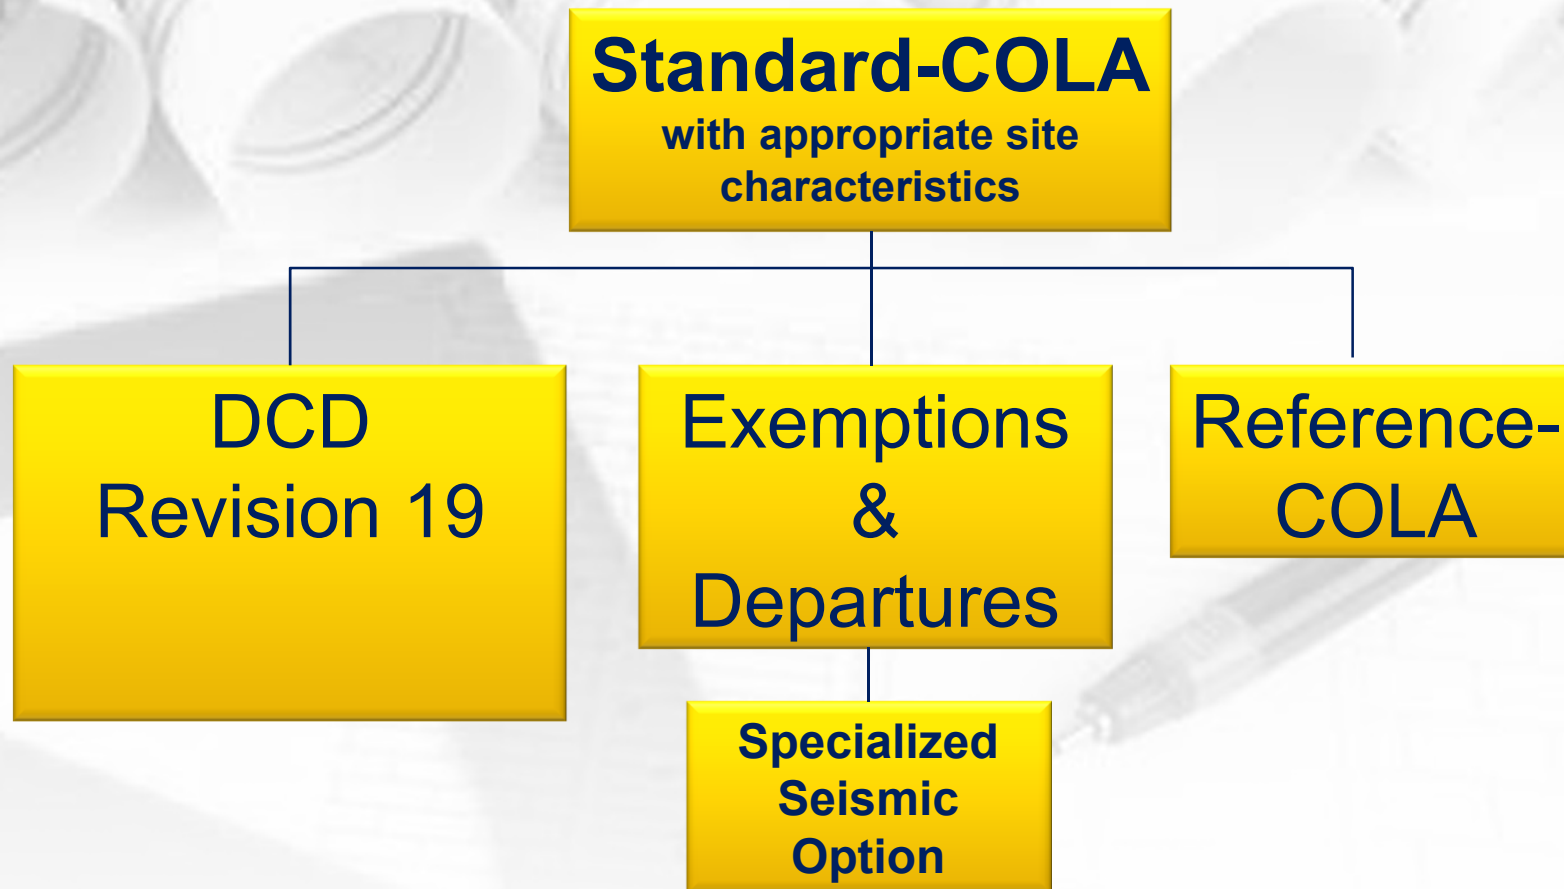 Standard-COLA
with appropriate site
characteristics
DCD
Revision 19
Exemptions
&
Departures
Reference-
COLA
Specialized
Seismic
Option